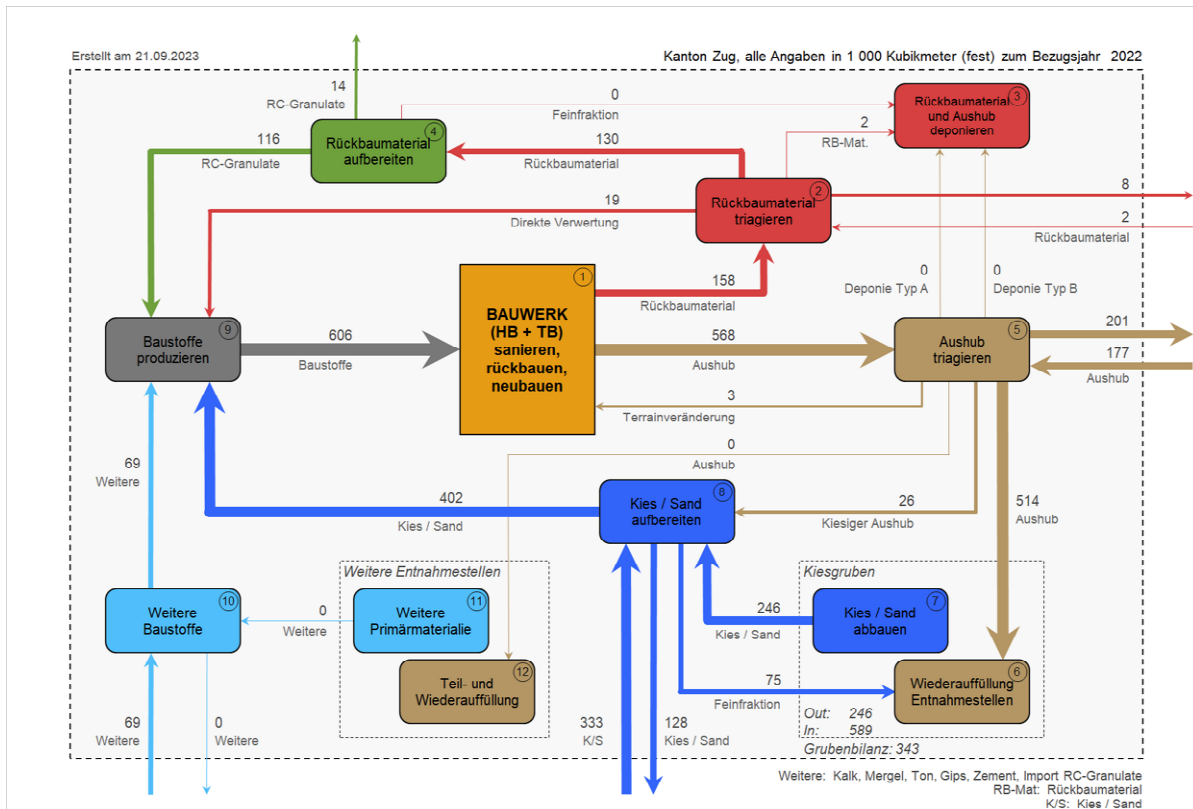 Erstellt am 21.09.2023
Kanton Zug, alle Angaben in 1 000 Kubikmeter (fest) zum Bezugsjahr 2022
14
RC-Granulate
0
Feinfraktion
3
Rückbaumaterial
und Aushub
deponieren
2
RB-Mat.
4
Rückbaumaterial
aufbereiten
116
RC-Granulate
130
Rückbaumaterial
2
Rückbaumaterial
triagieren
8
2
Rückbaumaterial
19
Direkte Verwertung
0
Deponie Typ A
0
Deponie Typ B
1
BAUWERK
(HB + TB)
sanieren,
rückbauen,
neubauen
158
Rückbaumaterial
9
Baustoffe
produzieren
606
Baustoffe
568
Aushub
5
Aushub
triagieren
201
177
Aushub
3
Terrainveränderung
0
Aushub
69
Weitere
402
Kies / Sand
8
Kies / Sand
aufbereiten
26
Kiesiger Aushub
514
Aushub
Weitere Entnahmestellen
Kiesgruben
10
Weitere
Baustoffe
0
Weitere
11
Weitere
Primärmaterialie
246
Kies / Sand
7
Kies / Sand
abbauen
12
Teil- und
Wiederauffüllung
75
Feinfraktion
6
Wiederauffüllung
Entnahmestellen
69
Weitere
0
Weitere
333
K/S
128
Kies / Sand
Out: 246
In: 589
Grubenbilanz: 343
Weitere: Kalk, Mergel, Ton, Gips, Zement, Import RC-Granulate
RB-Mat: Rückbaumaterial
K/S: Kies / Sand